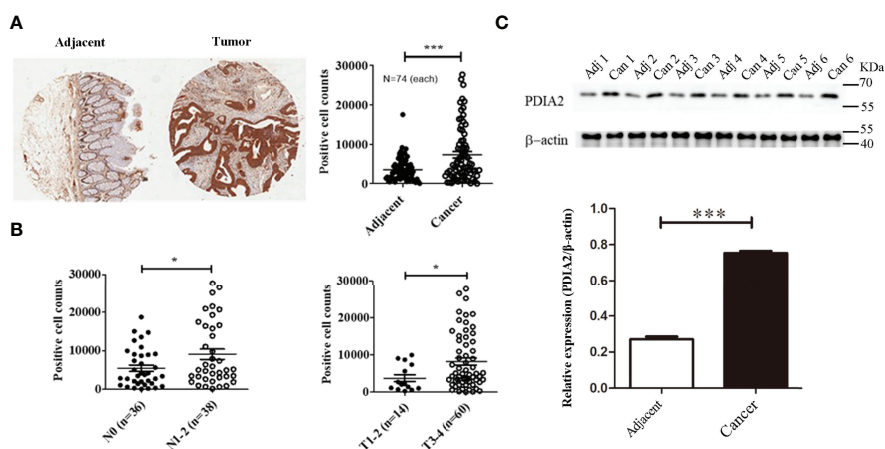 A
Adjacent
Tumor
Positive cell counts
30000
20000
10000
0
***
N=74 (each)
Adjacent
Cancer
B
Positive cell counts
30000
20000
10000
0
*
N0 (n=36)
N1-2 (n=38)
Positive cell counts
30000
20000
10000
0
*
T1-2 (n=14)
T3-4 (n=60)
C
Adj 1
Can 1
Adj 2
Can 2
Adj 3
Can 3
Adj 4
Can 4
Adj 5
Can 5
Adj 6
Can 6
KDa
PDIA2
70
55
β-actin
55
40
Relative expression (PDIA2/β-actin)
1.0
0.8
0.6
0.4
0.2
0.0
***
Adjacent
Cancer